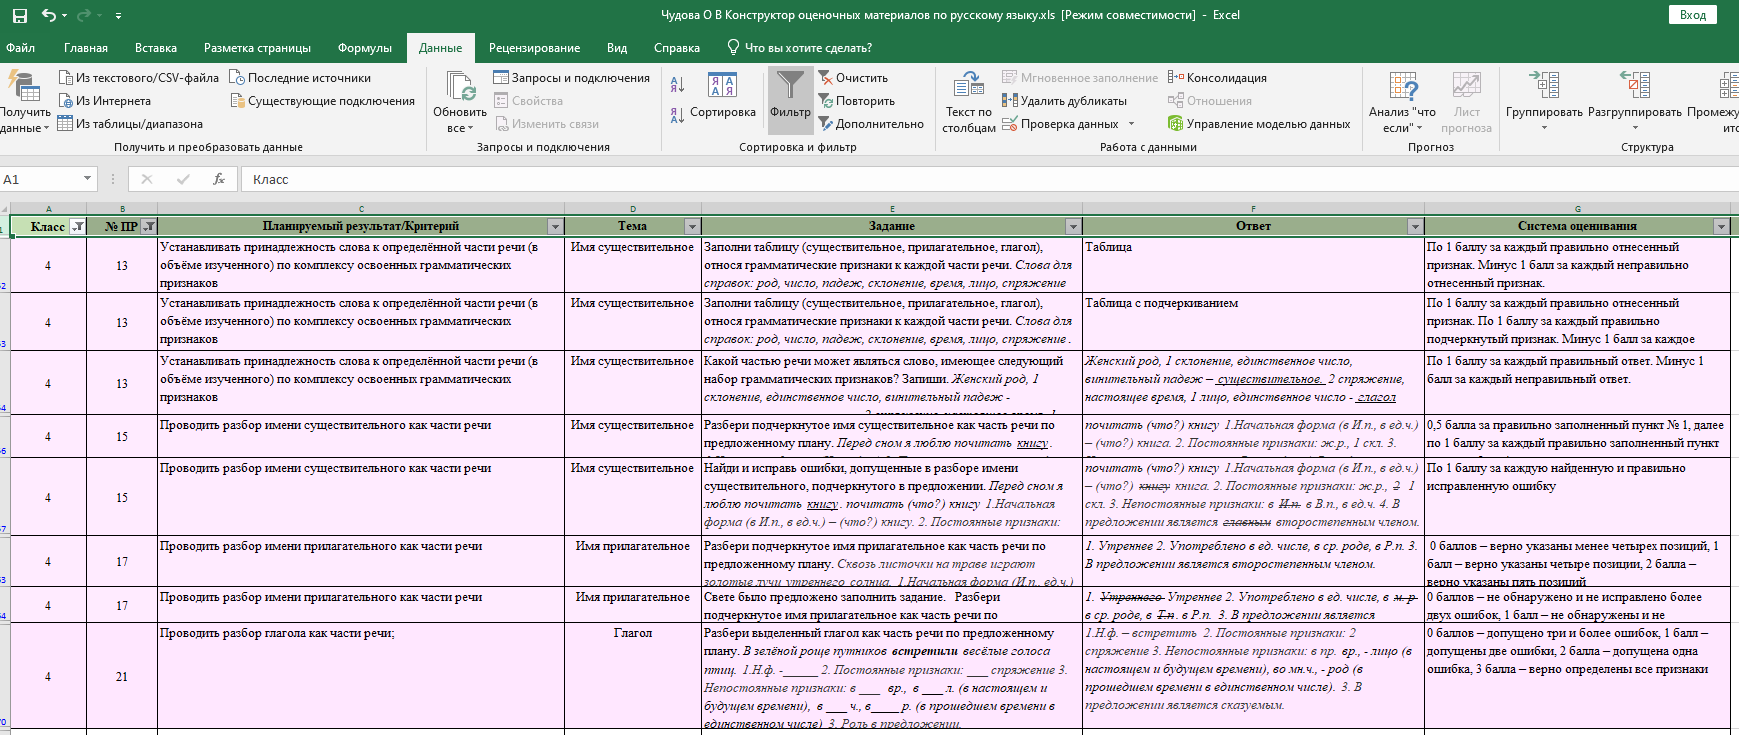 Чудова О В Конструктор оценочных материалов по русскому языку.xls [Режим совместимости] - Excel
Вход
Файл Главная Вставка Разметка страницы Формулы Данные Рецензирование Вид Справка Что вы хотите сделать?
Получить данные
Из текстового/CSV-файла
Из Интернета
Из таблицы/диапазона
Последние источники
Существующие подключения
Получить и преобразовать данные
Обновить все
Запросы и подключения
Свойства
Изменить связи
Запросы и подключения
Сортировка
Фильтр
Очистить
Повторить
Дополнительно
Сортировка и фильтр
Текст по столбцам
Мгновенное заполнение
Удалить дубликаты
Проверка данных
Консолидация
Отношения
Управление моделью данных
Работа с данными
Анализ "что если"
Лист прогноза
Прогноз
Группировать
Разгруппировать
Структура
A1
fx
Класс
A B C D E F G
Класс № ПР Планируемый результат/Критерий Тема Задание Ответ Система оценивания
4
13
Устанавливать принадлежность слова к определённой части речи (в
объёме изученного) по комплексу освоенных грамматических
признаков
Имя существительное
Заполни таблицу (существительное, прилагательное, глагол),
относя грамматические признаки к каждой части речи. Слова для
справок: род, число, падеж, склонение, время, лицо, спряжение
Таблица
По 1 баллу за каждый правильно отнесенный
признак. Минус 1 балл за каждый неправильно
отнесенный признак.
4
13
Устанавливать принадлежность слова к определённой части речи (в
объёме изученного) по комплексу освоенных грамматических
признаков
Имя существительное
Заполни таблицу (существительное, прилагательное, глагол),
относя грамматические признаки к каждой части речи. Слова для
справок: род, число, падеж, склонение, время, лицо, спряжение .
Таблица с подчеркиванием
По 1 баллу за каждый правильно отнесенный
признак. По 1 баллу за каждый правильно
подчеркнутый признак. Минус 1 балл за каждое
4
13
Устанавливать принадлежность слова к определённой части речи (в
объёме изученного) по комплексу освоенных грамматических
признаков
Имя существительное
Какой частью речи может являться слово, имеющее следующий
набор грамматических признаков? Запиши. Женский род, 1
склонение, единственное число, винительный падеж -
Женский род, 1 склонение, единственное число,
винительный падеж – существительное. 2 спряжение,
настоящее время, 1 лицо, единственное число - глагол
По 1 баллу за каждый правильный ответ. Минус 1
балл за каждый неправильный ответ.
4
15
Проводить разбор имени существительного как части речи
Имя существительное
Разбери подчеркнутое имя существительное как часть речи по
предложенному плану. Перед сном я люблю почитать книгу.
почитать (что?) книгу 1.Начальная форма (в И.п., в ед.ч.)
– (что?) книга. 2. Постоянные признаки: ж.р., 1 скл. 3.
0,5 балла за правильно заполненный пункт № 1, далее
по 1 баллу за каждый правильно заполненный пункт
4
15
Проводить разбор имени существительного как части речи
Имя существительное
Найди и исправь ошибки, допущенные в разборе имени
существительного, подчеркнутого в предложении. Перед сном я
люблю почитать книгу. почитать (что?) книгу 1.Начальная
форма (в И.п., в ед.ч.) – (что?) книгу. 2. Постоянные признаки:
почитать (что?) книгу 1.Начальная форма (в И.п., в ед.ч.)
– (что?) книгу книга. 2. Постоянные признаки: ж.р., 2 1
скл. 3. Непостоянные признаки: в И.п. в В.п., в ед.ч. 4. В
предложении является главным второстепенным членом.
По 1 баллу за каждую найденную и правильно
исправленную ошибку
4
17
Проводить разбор имени прилагательного как части речи
Имя прилагательное
Разбери подчеркнутое имя прилагательное как часть речи по
предложенному плану. Сквозь листочки на траве играют
золотые лучи утреннего солнца. 1.Начальная форма (И.п., ед.ч.)
1. Утреннее 2. Употреблено в ед. числе, в ср. роде, в Р.п. 3.
В предложении является второстепенным членом.
0 баллов – верно указаны менее четырех позиций, 1
балл – верно указаны четыре позиции, 2 балла –
верно указаны пять позиций
4
17
Проводить разбор имени прилагательного как части речи
Имя прилагательное
Свете было предложено заполнить задание. Разбери
подчеркнутое имя прилагательное как часть речи по
1. Утреннего Утреннее 2. Употреблено в ед. числе, в м. р
в ср. роде, в Т.п. в Р.п. 3. В предложении является
0 баллов – не обнаружено и не исправлено более
двух ошибок, 1 балл – не обнаружены и не
4
21
Проводить разбор глагола как части речи;
Глагол
Разбери выделенный глагол как часть речи по предложенному
плану. В зелёной роще путников встретили весёлые голоса
птиц. 1.Н.ф. -_____ 2. Постоянные признаки: ___ спряжение 3.
Непостоянные признаки: в ___ вр., в ___ л. (в настоящем и
будущем времени), в ___ ч., в____ р. (в прошедшем времени в
единственном числе) 3. Роль в предложении.
1.Н.ф. – встретить 2. Постоянные признаки: 2
спряжение 3. Непостоянные признаки: в пр. вр., - лицо (в
настоящем и будущем времени), во мн.ч., - род (в
прошедшем времени в единственном числе). 3. В
предложении является сказуемым.
0 баллов – допущено три и более ошибок, 1 балл –
допущены две ошибки, 2 балла – допущена одна
ошибка, 3 балла – верно определены все признаки